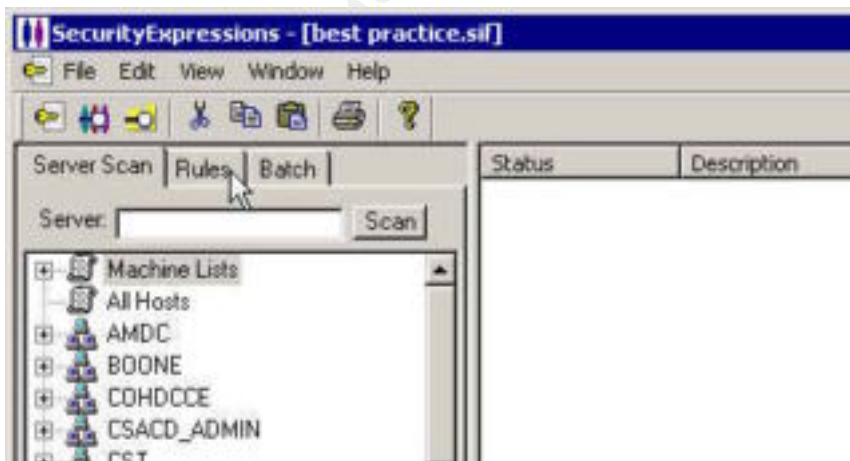 SecurityExpressions - [best practice.sif]
File Edit View Window Help
Server Scan Rules Batch
Status Description
Server: Scan
Machine Lists
All Hosts
AMDC
BOONE
COHDCCE
CSACD_ADMIN
CST